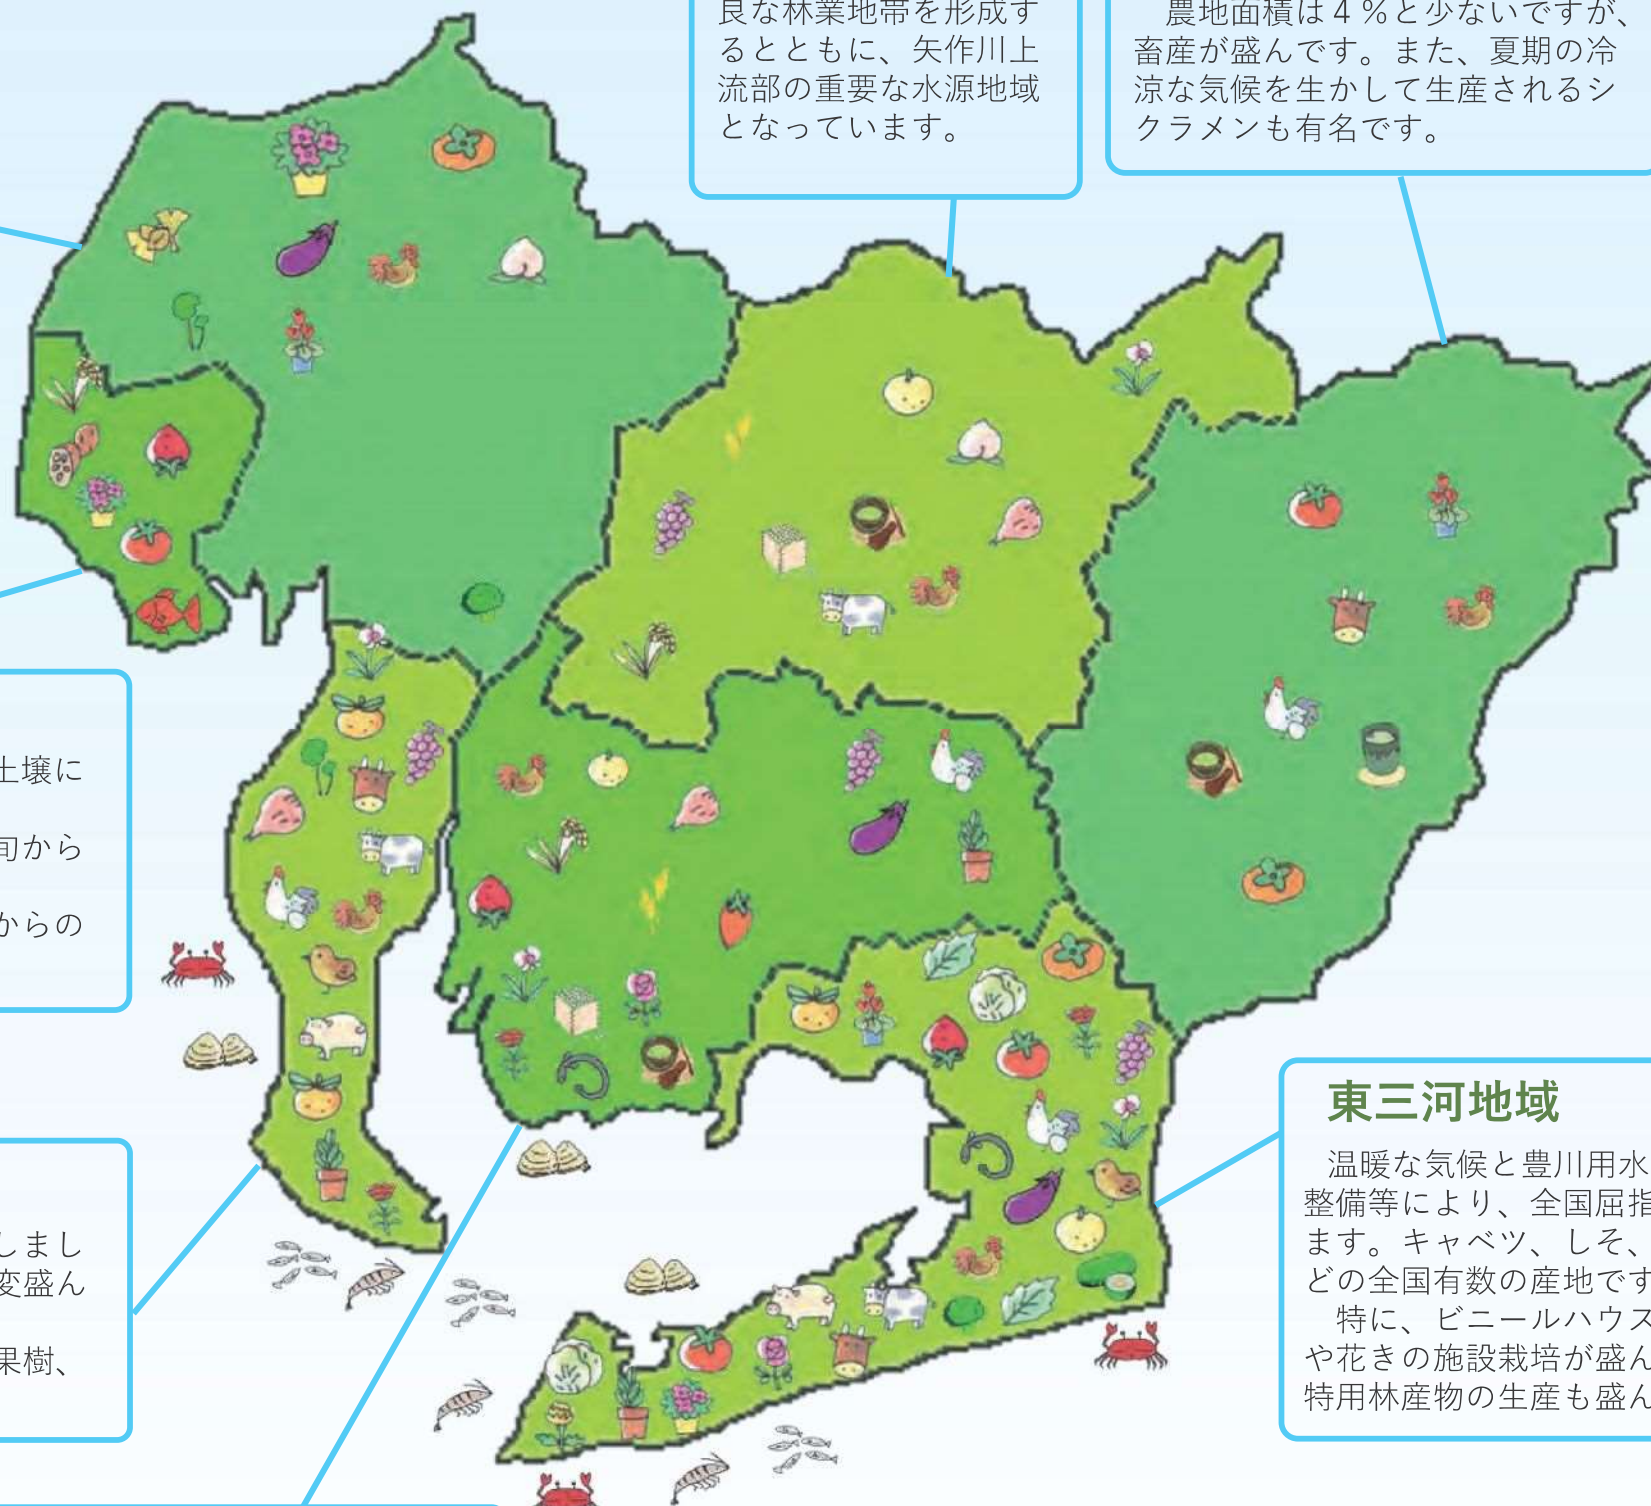 良な林業地帯を形成す
るとともに、矢作川上
流部の重要な水源地域
となっています。
農地面積は４％と少ないですが、
畜産が盛んです。また、夏期の冷
涼な気候を生かして生産されるシ
クラメンも有名です。
土壌に
旬から
からの
しまし
変盛ん
果樹、
東三河地域
温暖な気候と豊川用水
整備等により、全国屈指
ます。キャベツ、しそ、
どの全国有数の産地です
特に、ビニールハウス
や花きの施設栽培が盛ん
特用林産物の生産も盛ん